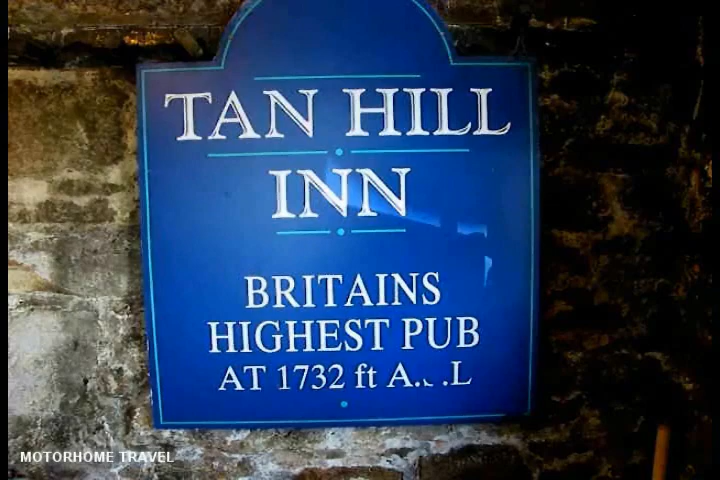 TAN HILL
INN
BRITAINS
HIGHEST PUB
AT 1732 ft
MOTORHOME TRAVEL